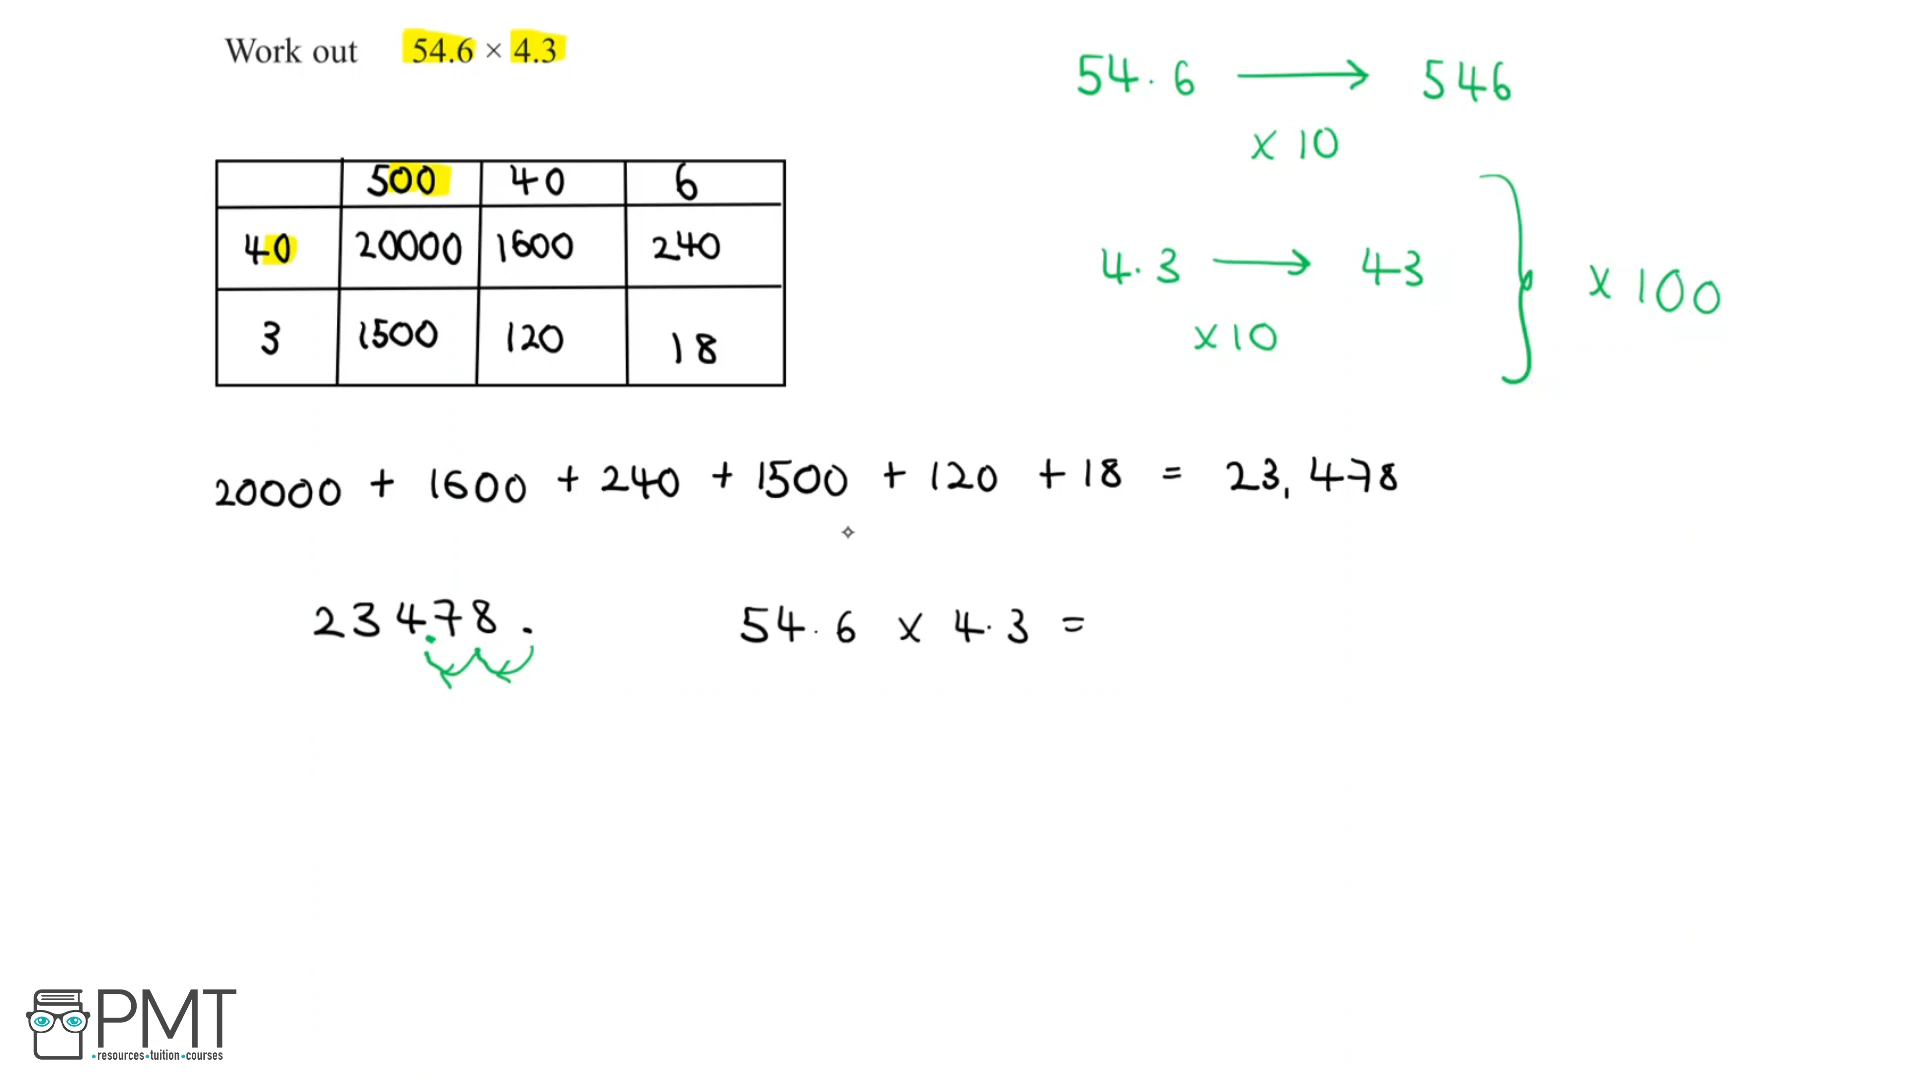 Work out 54.6 × 4.3
54.6 → 546
× 10
500 40 6
40 20000 1600 240
3 1500 120 18
4.3 → 43
× 10
× 100
20000 + 1600 + 240 + 1500 + 120 + 18 = 23,478
23478.
54.6 × 4.3 =
PMT
resources•tuition•courses